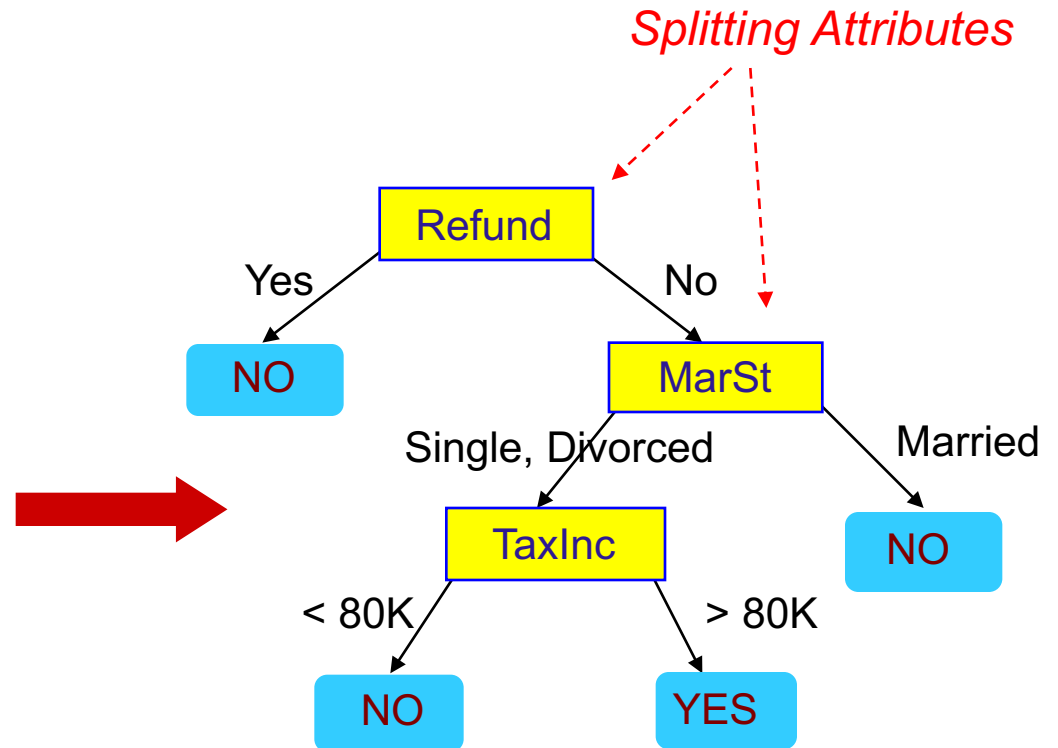 Splitting Attributes
Refund
Yes
No
NO
MarSt
Single, Divorced
Married
TaxInc
NO
< 80K
> 80K
NO
YES